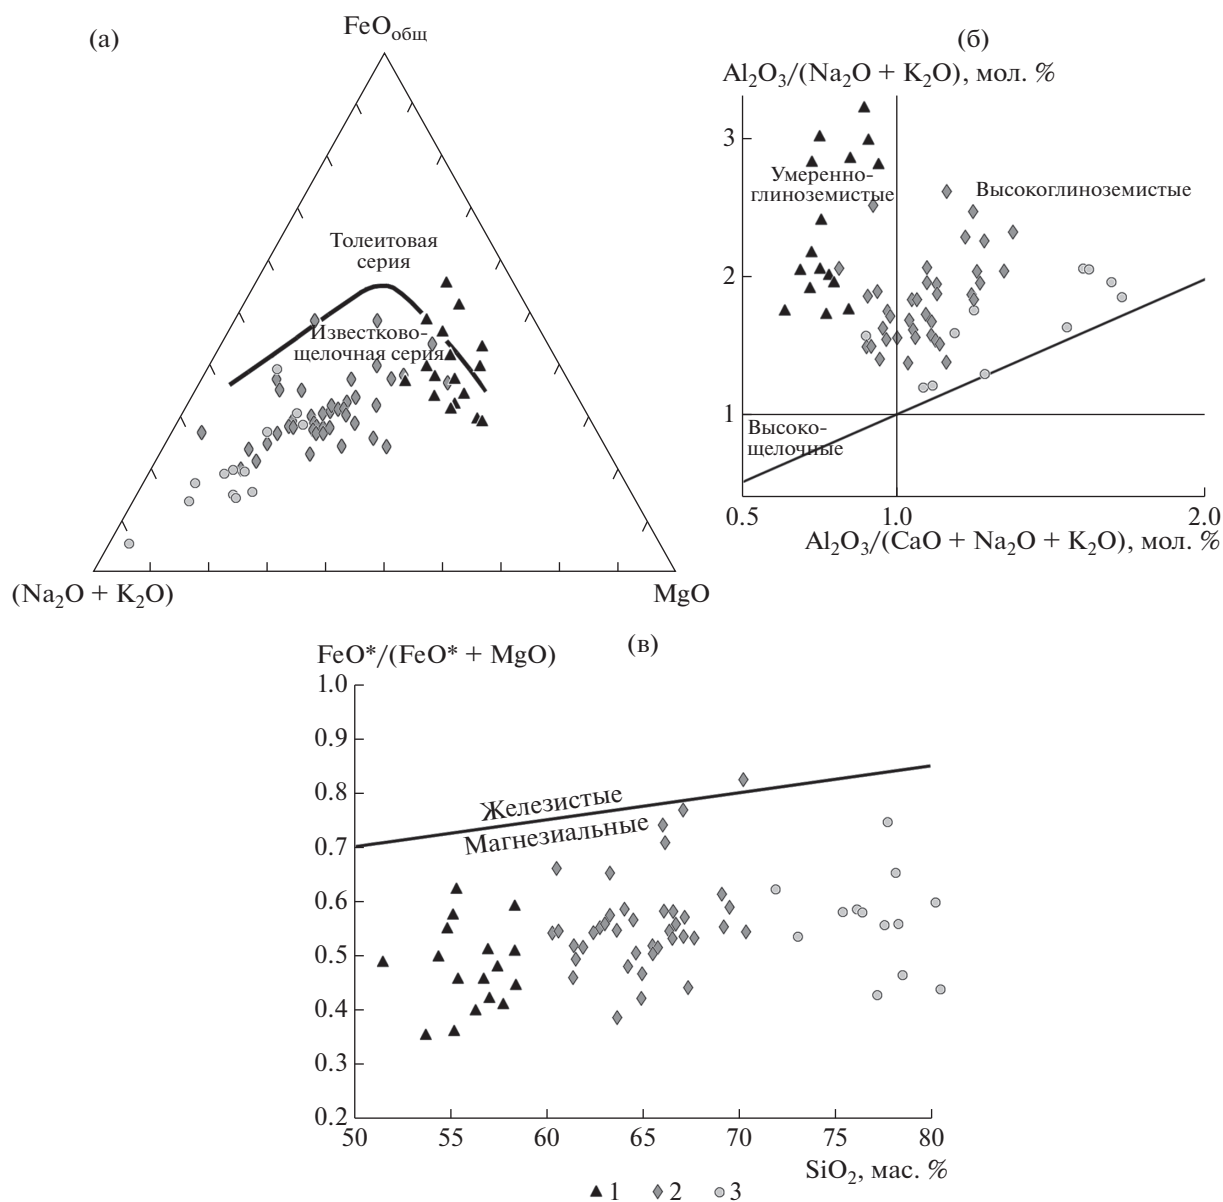 (а)
FeOобщ
Толеитовая
серия
Известково-
щелочная серия
(Na₂O + K₂O)
MgO
(б)
Al₂O₃/(Na₂O + K₂O), мол. %
3
2
1
Умеренно-
глиноземистые
Высокоглиноземистые
Высоко-
щелочные
0.5
1.0
2.0
Al₂O₃/(CaO + Na₂O + K₂O), мол. %
(в)
FeO*/(FeO* + MgO)
1.0
0.9
0.8
0.7
0.6
0.5
0.4
0.3
0.2
Железистые
Магнезиальные
50
55
60
65
70
75
80
SiO₂, мас. %
1
2
3